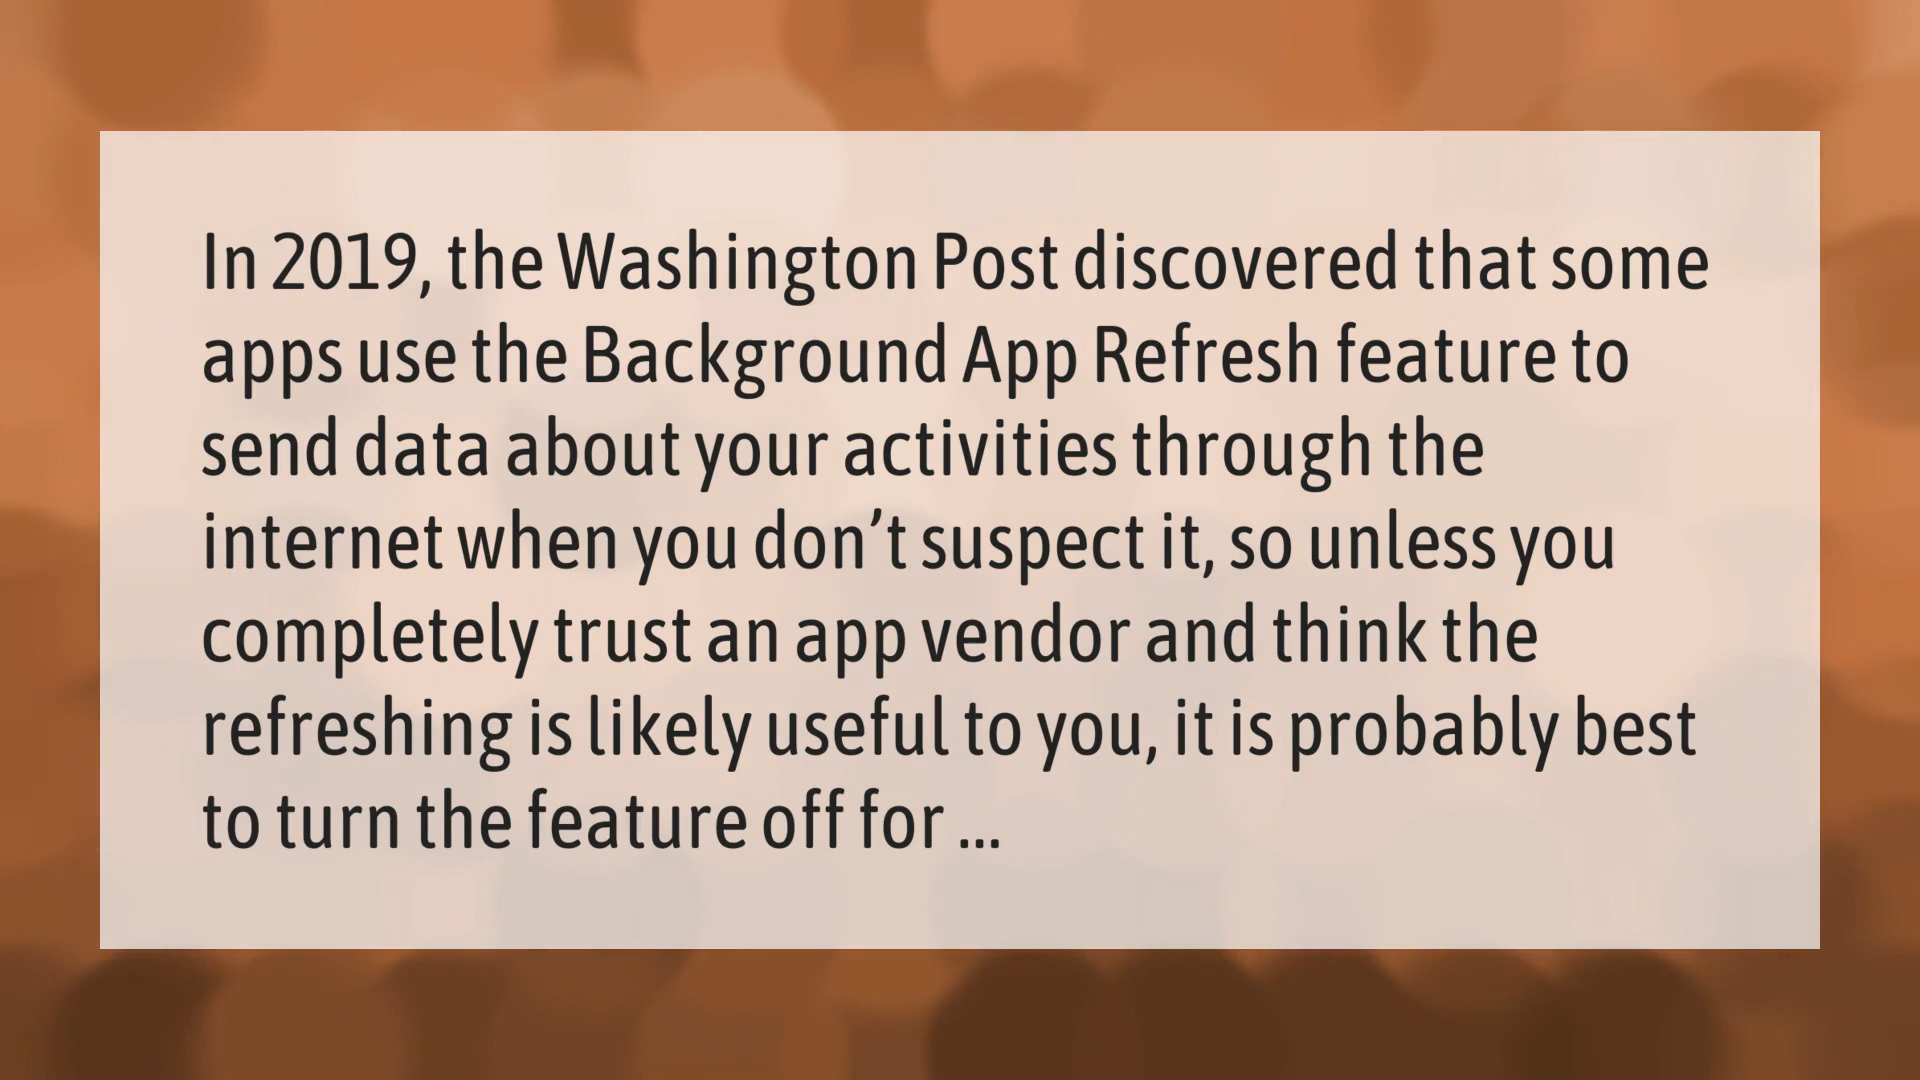 In 2019, the Washington Post discovered that some
apps use the Background App Refresh feature to
send data about your activities through the
internet when you don’t suspect it, so unless you
completely trust an app vendor and think the
refreshing is likely useful to you, it is probably best
to turn the feature off for ...